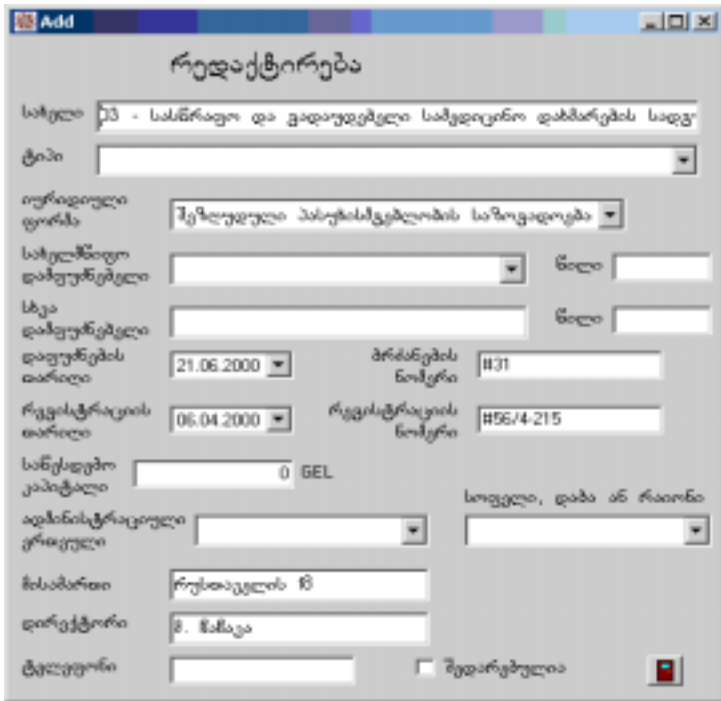 Add
რედაქტირება
სახელი 03 - სასწრაფო და გადაუდებელი სამედიცინო დახმარების სადგ
ტიპი
იურიდიული
ფორმა შეზღუდული პასუხისმგებლობის საზოგადოება
სახელმწიფო
დამფუძნებელი წილი
სხვა
დამფუძნებელი წილი
დაფუძნების
თარიღი 21.06.2000 ბრძანების
ნომერი #31
რეგისტრაციის
თარიღი 06.04.2000 რეგისტრაციის
ნომერი #56/4-215
საწესდებო
კაპიტალი 0 GEL
სოფელი, დაბა ან რაიონი
ადმინისტრაციული
ერთეული
მისამართი რუსთაველის 18
დირექტორი
ტელეფონი შედარებულია